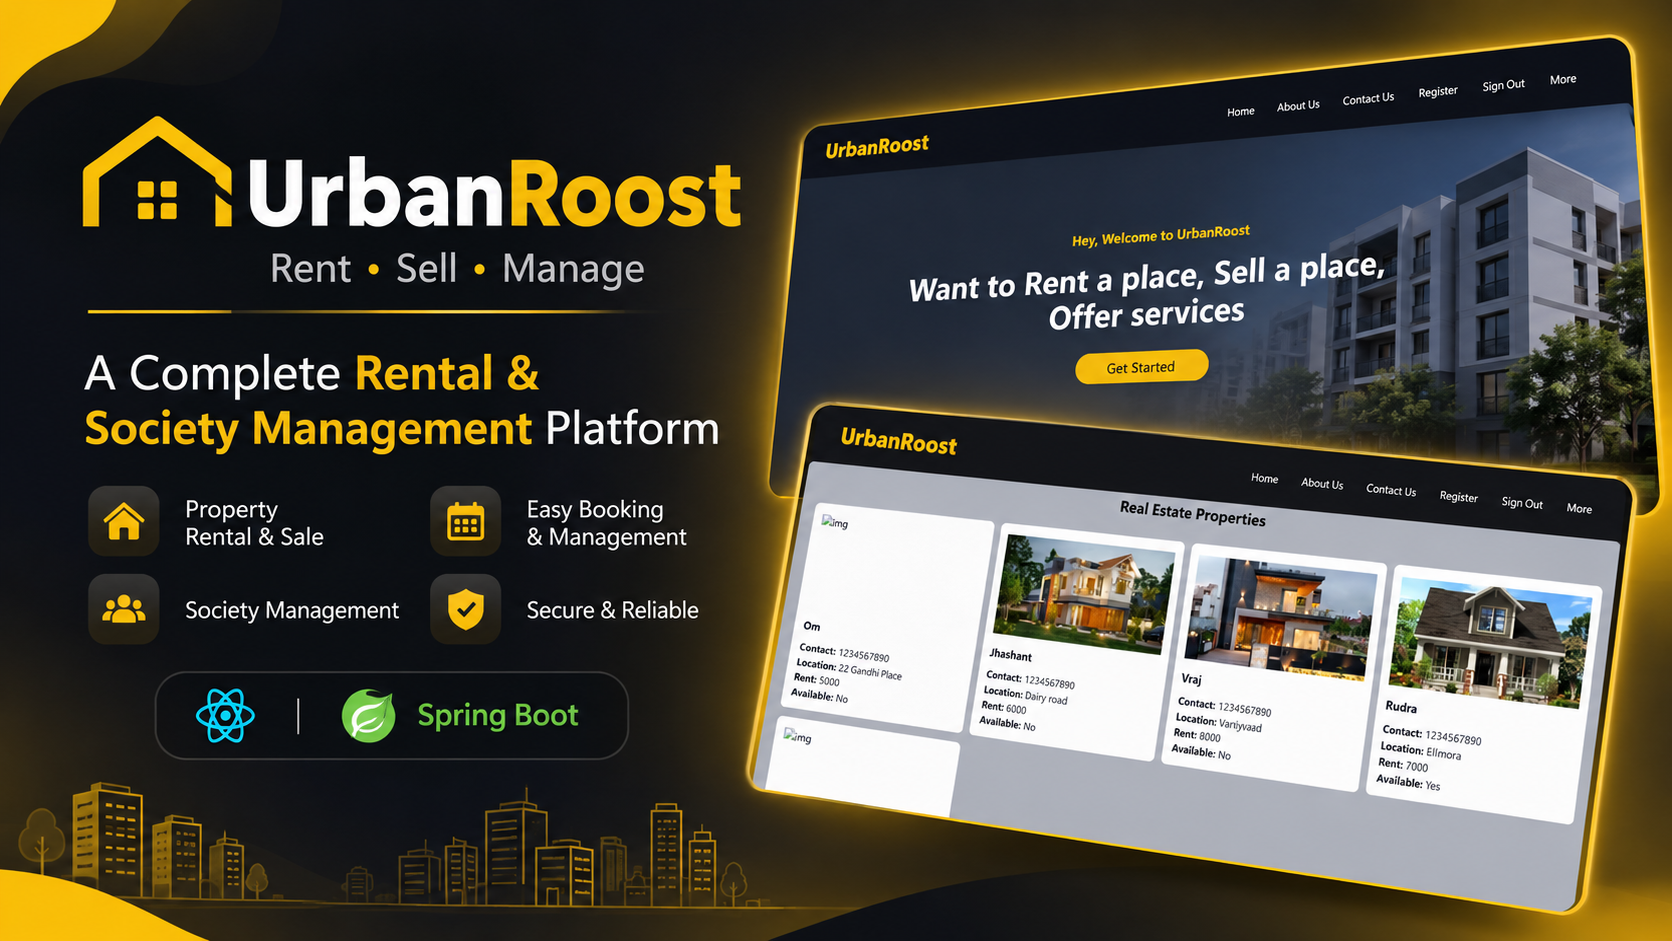 UrbanRoost
Rent • Sell • Manage
A Complete Rental &
Society Management Platform
Property
Rental & Sale
Easy Booking
& Management
Society Management
Secure & Reliable
Spring Boot
UrbanRoost
Home About Us Contact Us Register Sign Out More
Hey, Welcome to UrbanRoost
Want to Rent a place, Sell a place,
Offer services
Get Started
UrbanRoost
Home About Us Contact Us Register Sign Out More
Real Estate Properties
img
Om
Contact: 1234567890
Location: 22 Gandhi Place
Rent: 5000
Available: No
Jhashant
Contact: 1234567890
Location: Dairy road
Rent: 6000
Available: No
Vraj
Contact: 1234567890
Location: Vaniyvaad
Rent: 8000
Available: No
Rudra
Contact: 1234567890
Location: Ellmora
Rent: 7000
Available: Yes
img